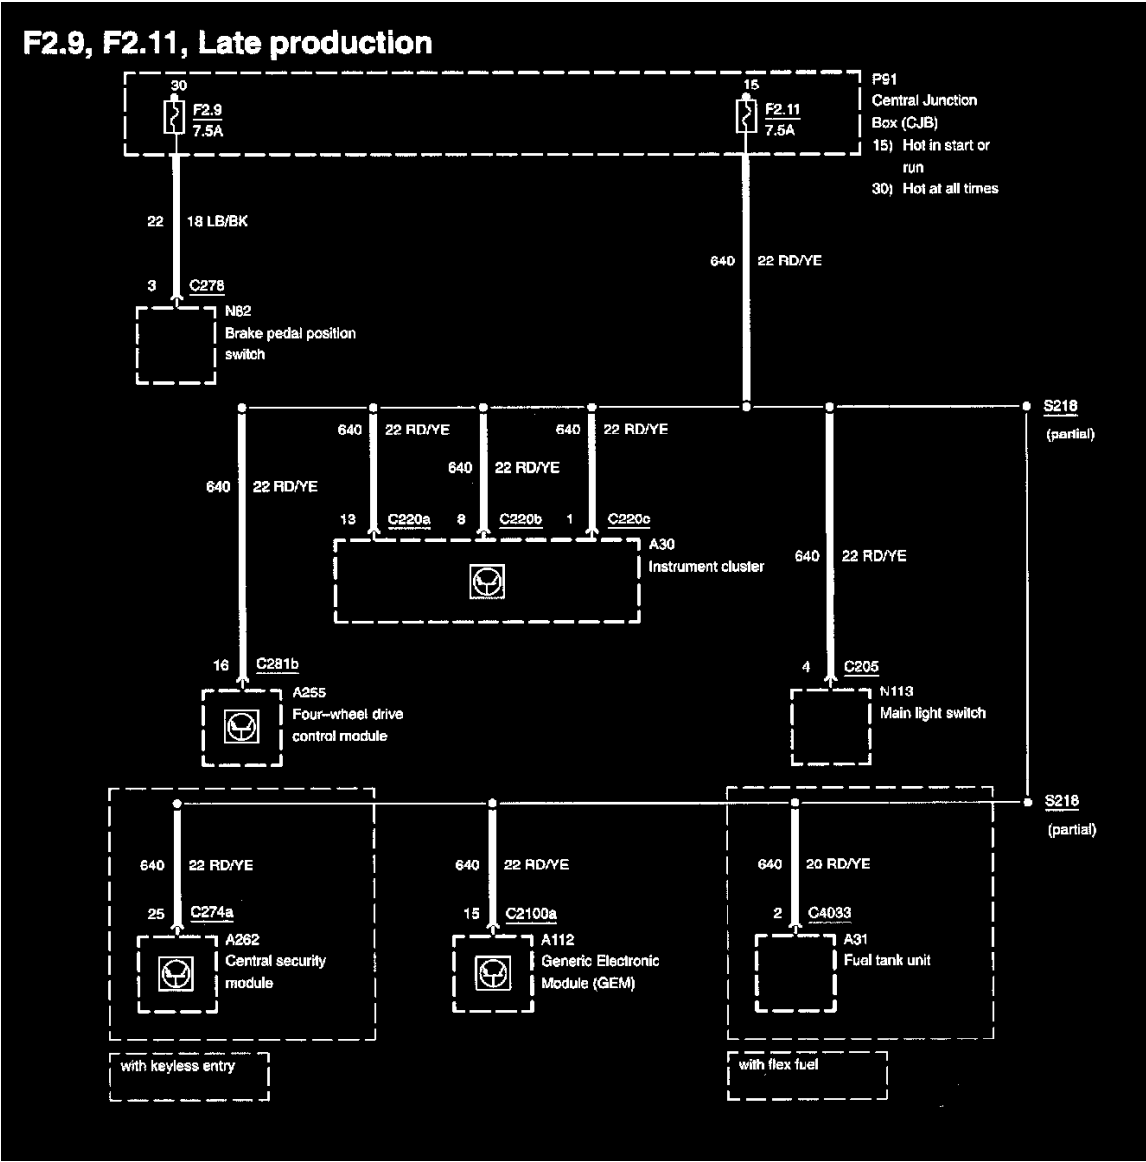 F2.9, F2.11, Late production
30
F2.9
7.5A
15
F2.11
7.5A
P91
Central Junction
Box (CJB)
15) Hot in start or
run
30) Hot at all times
22 18 LB/BK
640 22 RD/YE
3 C278
N82
Brake pedal position
switch
S218
(partial)
640 22 RD/YE
640 22 RD/YE
640 22 RD/YE
640 22 RD/YE
13 C220a
8 C220b
1 C220c
A30
Instrument cluster
640 22 RD/YE
16 C281b
A255
Four-wheel drive
control module
4 C205
N113
Main light switch
S218
(partial)
640 22 RD/YE
640 22 RD/YE
640 20 RD/YE
25 C274a
15 C2100a
2 C4033
A262
Central security
module
A112
Generic Electronic
Module (GEM)
A31
Fuel tank unit
with keyless entry
with flex fuel